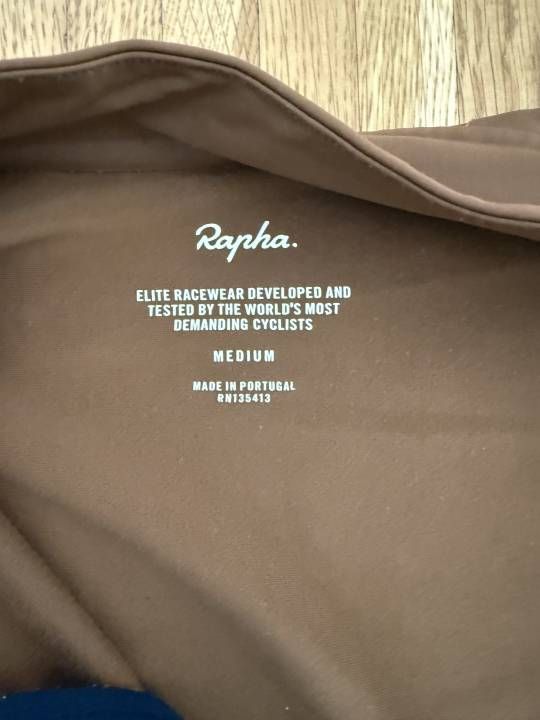 Rapha.
ELITE RACEWEAR DEVELOPED AND
TESTED BY THE WORLD'S MOST
DEMANDING CYCLISTS
MEDIUM
MADE IN PORTUGAL
RN135413